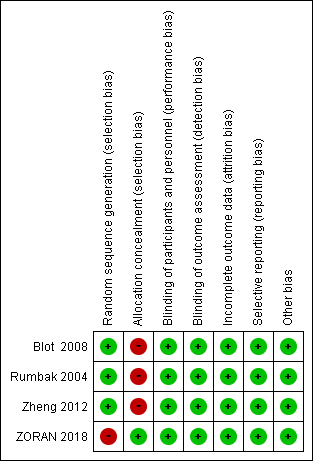 Random sequence generation (selection bias)
Allocation concealment (selection bias)
Blinding of participants and personnel (performance bias)
Blinding of outcome assessment (detection bias)
Incomplete outcome data (attrition bias)
Selective reporting (reporting bias)
Other bias
Blot 2008 + - + + + + +
Rumbak 2004 + - + + + + +
Zheng 2012 + - + + + + +
ZORAN 2018 - + + + + + +